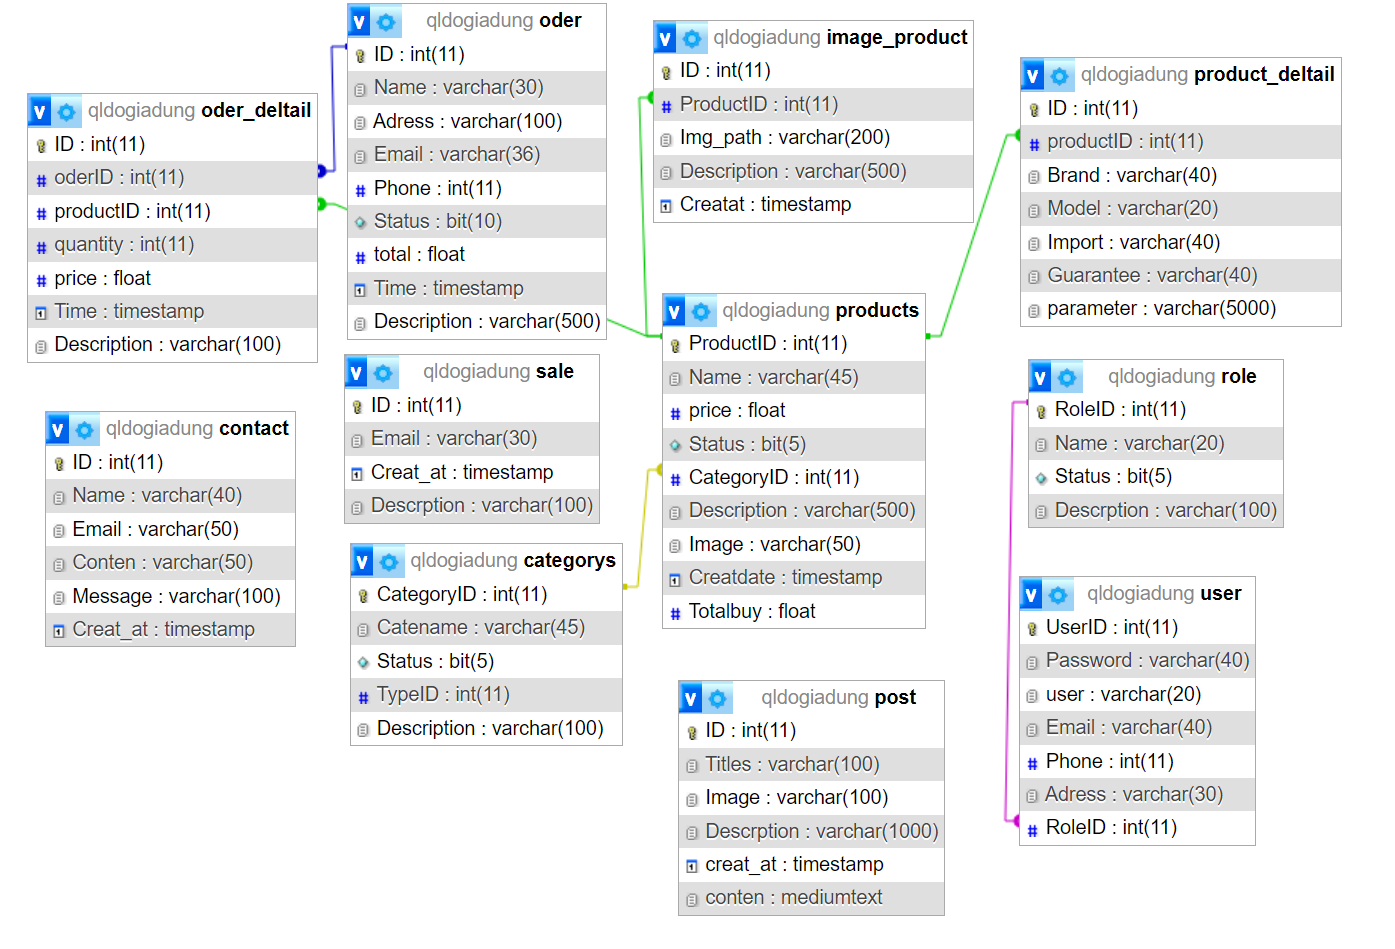 qldogiadung oder
ID : int(11)
Name : varchar(30)
Adress : varchar(100)
Email : varchar(36)
Phone : int(11)
Status : bit(10)
total : float
Time : timestamp
Description : varchar(500)
qldogiadung image_product
ID : int(11)
ProductID : int(11)
Img_path : varchar(200)
Description : varchar(500)
Creatat : timestamp
qldogiadung product_deltail
ID : int(11)
productID : int(11)
Brand : varchar(40)
Model : varchar(20)
Import : varchar(40)
Guarantee : varchar(40)
parameter : varchar(5000)
qldogiadung oder_deltail
ID : int(11)
oderID : int(11)
productID : int(11)
quantity : int(11)
price : float
Time : timestamp
Description : varchar(100)
qldogiadung products
ProductID : int(11)
Name : varchar(45)
price : float
Status : bit(5)
CategoryID : int(11)
Description : varchar(500)
Image : varchar(50)
Creatdate : timestamp
Totalbuy : float
qldogiadung sale
ID : int(11)
Email : varchar(30)
Creat_at : timestamp
Descrption : varchar(100)
qldogiadung role
RoleID : int(11)
Name : varchar(20)
Status : bit(5)
Descrption : varchar(100)
qldogiadung contact
ID : int(11)
Name : varchar(40)
Email : varchar(50)
Conten : varchar(50)
Message : varchar(100)
Creat_at : timestamp
qldogiadung categorys
CategoryID : int(11)
Catename : varchar(45)
Status : bit(5)
TypeID : int(11)
Description : varchar(100)
qldogiadung user
UserID : int(11)
Password : varchar(40)
user : varchar(20)
Email : varchar(40)
Phone : int(11)
Adress : varchar(30)
RoleID : int(11)
qldogiadung post
ID : int(11)
Titles : varchar(100)
Image : varchar(100)
Descrption : varchar(1000)
creat_at : timestamp
conten : mediumtext